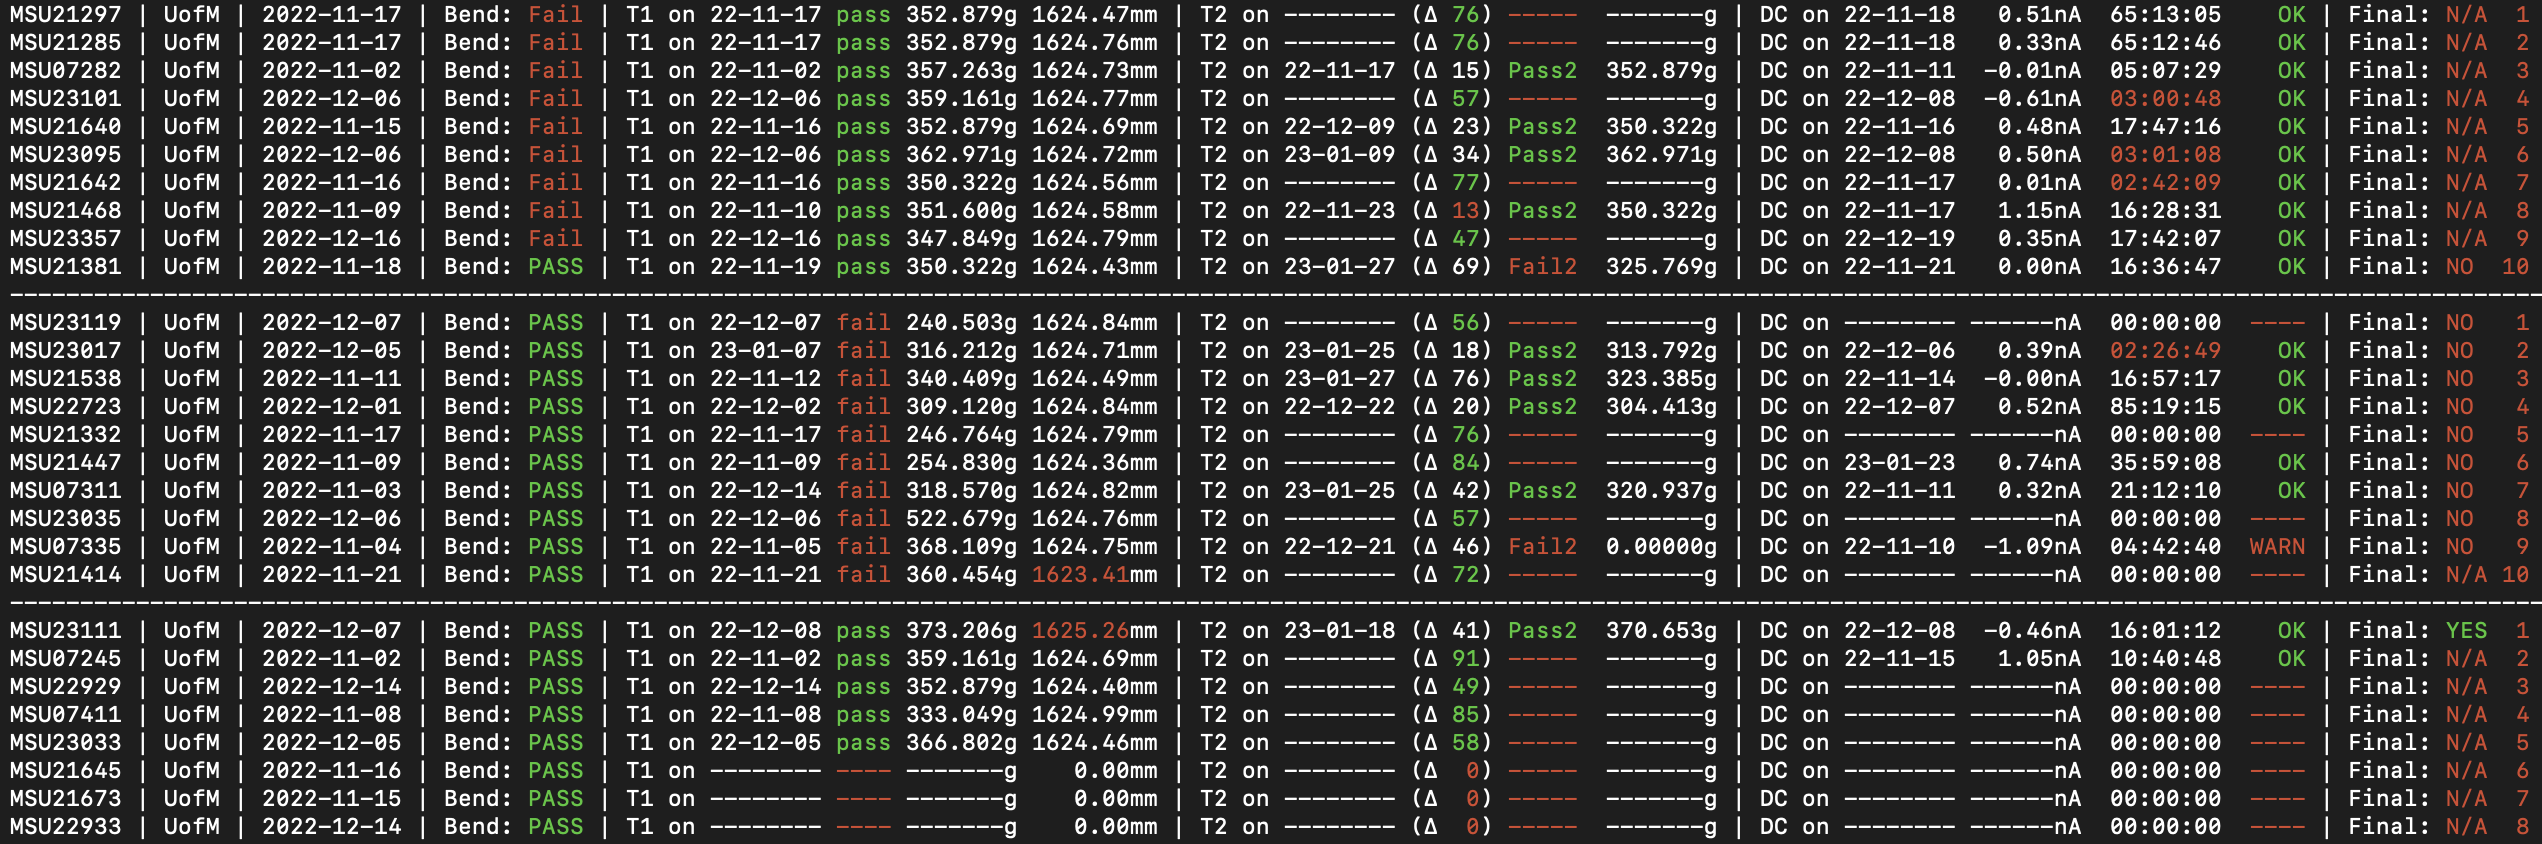 MSU21297 | UofM | 2022-11-17 | Bend: Fail | T1 on 22-11-17 pass 352.879g 1624.47mm | T2 on -------- (Δ 76) ----- -------g | DC on 22-11-18 0.51nA 65:13:05 OK | Final: N/A 1
MSU21285 | UofM | 2022-11-17 | Bend: Fail | T1 on 22-11-17 pass 352.879g 1624.76mm | T2 on -------- (Δ 76) ----- -------g | DC on 22-11-18 0.33nA 65:12:46 OK | Final: N/A 2
MSU07282 | UofM | 2022-11-02 | Bend: Fail | T1 on 22-11-02 pass 357.263g 1624.73mm | T2 on 22-11-17 (Δ 15) Pass2 352.879g | DC on 22-11-11 -0.01nA 05:07:29 OK | Final: N/A 3
MSU23101 | UofM | 2022-12-06 | Bend: Fail | T1 on 22-12-06 pass 359.161g 1624.77mm | T2 on -------- (Δ 57) ----- -------g | DC on 22-12-08 -0.61nA 03:00:48 OK | Final: N/A 4
MSU21640 | UofM | 2022-11-15 | Bend: Fail | T1 on 22-11-16 pass 352.879g 1624.69mm | T2 on 22-12-09 (Δ 23) Pass2 350.322g | DC on 22-11-16 0.48nA 17:47:16 OK | Final: N/A 5
MSU23095 | UofM | 2022-12-06 | Bend: Fail | T1 on 22-12-06 pass 362.971g 1624.72mm | T2 on 23-01-09 (Δ 34) Pass2 362.971g | DC on 22-12-08 0.50nA 03:01:08 OK | Final: N/A 6
MSU21642 | UofM | 2022-11-16 | Bend: Fail | T1 on 22-11-16 pass 350.322g 1624.56mm | T2 on -------- (Δ 77) ----- -------g | DC on 22-11-17 0.01nA 02:42:09 OK | Final: N/A 7
MSU21468 | UofM | 2022-11-09 | Bend: Fail | T1 on 22-11-10 pass 351.600g 1624.58mm | T2 on 22-11-23 (Δ 13) Pass2 350.322g | DC on 22-11-17 1.15nA 16:28:31 OK | Final: N/A 8
MSU23357 | UofM | 2022-12-16 | Bend: Fail | T1 on 22-12-16 pass 347.849g 1624.79mm | T2 on -------- (Δ 47) ----- -------g | DC on 22-12-19 0.35nA 17:42:07 OK | Final: N/A 9
MSU21381 | UofM | 2022-11-18 | Bend: PASS | T1 on 22-11-19 pass 350.322g 1624.43mm | T2 on 23-01-27 (Δ 69) Fail2 325.769g | DC on 22-11-21 0.00nA 16:36:47 OK | Final: NO 10
MSU23119 | UofM | 2022-12-07 | Bend: PASS | T1 on 22-12-07 fail 240.503g 1624.84mm | T2 on -------- (Δ 56) ----- -------g | DC on -------- ------nA 00:00:00 ---- | Final: NO 1
MSU23017 | UofM | 2022-12-05 | Bend: PASS | T1 on 23-01-07 fail 316.212g 1624.71mm | T2 on 23-01-25 (Δ 18) Pass2 313.792g | DC on 22-12-06 0.39nA 02:26:49 OK | Final: NO 2
MSU21538 | UofM | 2022-11-11 | Bend: PASS | T1 on 22-11-12 fail 340.409g 1624.49mm | T2 on 23-01-27 (Δ 76) Pass2 323.385g | DC on 22-11-14 -0.00nA 16:57:17 OK | Final: NO 3
MSU22723 | UofM | 2022-12-01 | Bend: PASS | T1 on 22-12-02 fail 309.120g 1624.84mm | T2 on 22-12-22 (Δ 20) Pass2 304.413g | DC on 22-12-07 0.52nA 85:19:15 OK | Final: NO 4
MSU21332 | UofM | 2022-11-17 | Bend: PASS | T1 on 22-11-17 fail 246.764g 1624.79mm | T2 on -------- (Δ 76) ----- -------g | DC on -------- ------nA 00:00:00 ---- | Final: NO 5
MSU21447 | UofM | 2022-11-09 | Bend: PASS | T1 on 22-11-09 fail 254.830g 1624.36mm | T2 on -------- (Δ 84) ----- -------g | DC on 23-01-23 0.74nA 35:59:08 OK | Final: NO 6
MSU07311 | UofM | 2022-11-03 | Bend: PASS | T1 on 22-12-14 fail 318.570g 1624.82mm | T2 on 23-01-25 (Δ 42) Pass2 320.937g | DC on 22-11-11 0.32nA 21:12:10 OK | Final: NO 7
MSU23035 | UofM | 2022-12-06 | Bend: PASS | T1 on 22-12-06 fail 522.679g 1624.76mm | T2 on -------- (Δ 57) ----- -------g | DC on -------- ------nA 00:00:00 ---- | Final: NO 8
MSU07335 | UofM | 2022-11-04 | Bend: PASS | T1 on 22-11-05 fail 368.109g 1624.75mm | T2 on 22-12-21 (Δ 46) Fail2 0.00000g | DC on 22-11-10 -1.09nA 04:42:40 WARN | Final: NO 9
MSU21414 | UofM | 2022-11-21 | Bend: PASS | T1 on 22-11-21 fail 360.454g 1623.41mm | T2 on -------- (Δ 72) ----- -------g | DC on -------- ------nA 00:00:00 ---- | Final: N/A 10
MSU23111 | UofM | 2022-12-07 | Bend: PASS | T1 on 22-12-08 pass 373.206g 1625.26mm | T2 on 23-01-18 (Δ 41) Pass2 370.653g | DC on 22-12-08 -0.46nA 16:01:12 OK | Final: YES 1
MSU07245 | UofM | 2022-11-02 | Bend: PASS | T1 on 22-11-02 pass 359.161g 1624.69mm | T2 on -------- (Δ 91) ----- -------g | DC on 22-11-15 1.05nA 10:40:48 OK | Final: N/A 2
MSU22929 | UofM | 2022-12-14 | Bend: PASS | T1 on 22-12-14 pass 352.879g 1624.40mm | T2 on -------- (Δ 49) ----- -------g | DC on -------- ------nA 00:00:00 ---- | Final: N/A 3
MSU07411 | UofM | 2022-11-08 | Bend: PASS | T1 on 22-11-08 pass 333.049g 1624.99mm | T2 on -------- (Δ 85) ----- -------g | DC on -------- ------nA 00:00:00 ---- | Final: N/A 4
MSU23033 | UofM | 2022-12-05 | Bend: PASS | T1 on 22-12-05 pass 366.802g 1624.46mm | T2 on -------- (Δ 58) ----- -------g | DC on -------- ------nA 00:00:00 ---- | Final: N/A 5
MSU21645 | UofM | 2022-11-16 | Bend: PASS | T1 on -------- ---- -------g 0.00mm | T2 on -------- (Δ 0) ----- -------g | DC on -------- ------nA 00:00:00 ---- | Final: N/A 6
MSU21673 | UofM | 2022-11-15 | Bend: PASS | T1 on -------- ---- -------g 0.00mm | T2 on -------- (Δ 0) ----- -------g | DC on -------- ------nA 00:00:00 ---- | Final: N/A 7
MSU22933 | UofM | 2022-12-14 | Bend: PASS | T1 on -------- ---- -------g 0.00mm | T2 on -------- (Δ 0) ----- -------g | DC on -------- ------nA 00:00:00 ---- | Final: N/A 8